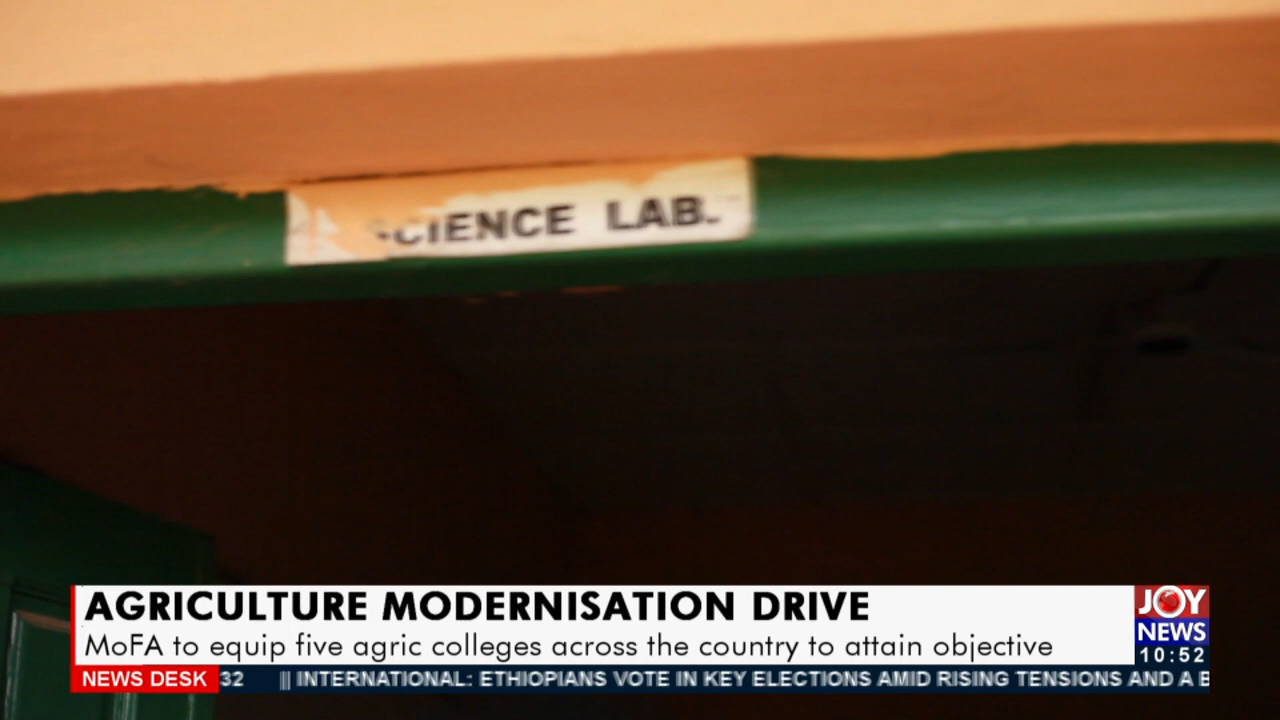 SCIENCE LAB.
AGRICULTURE MODERNISATION DRIVE
MoFA to equip five agric colleges across the country to attain objective
JOY
NEWS
10:52
NEWS DESK
32 || INTERNATIONAL: ETHIOPIANS VOTE IN KEY ELECTIONS AMID RISING TENSIONS AND A B